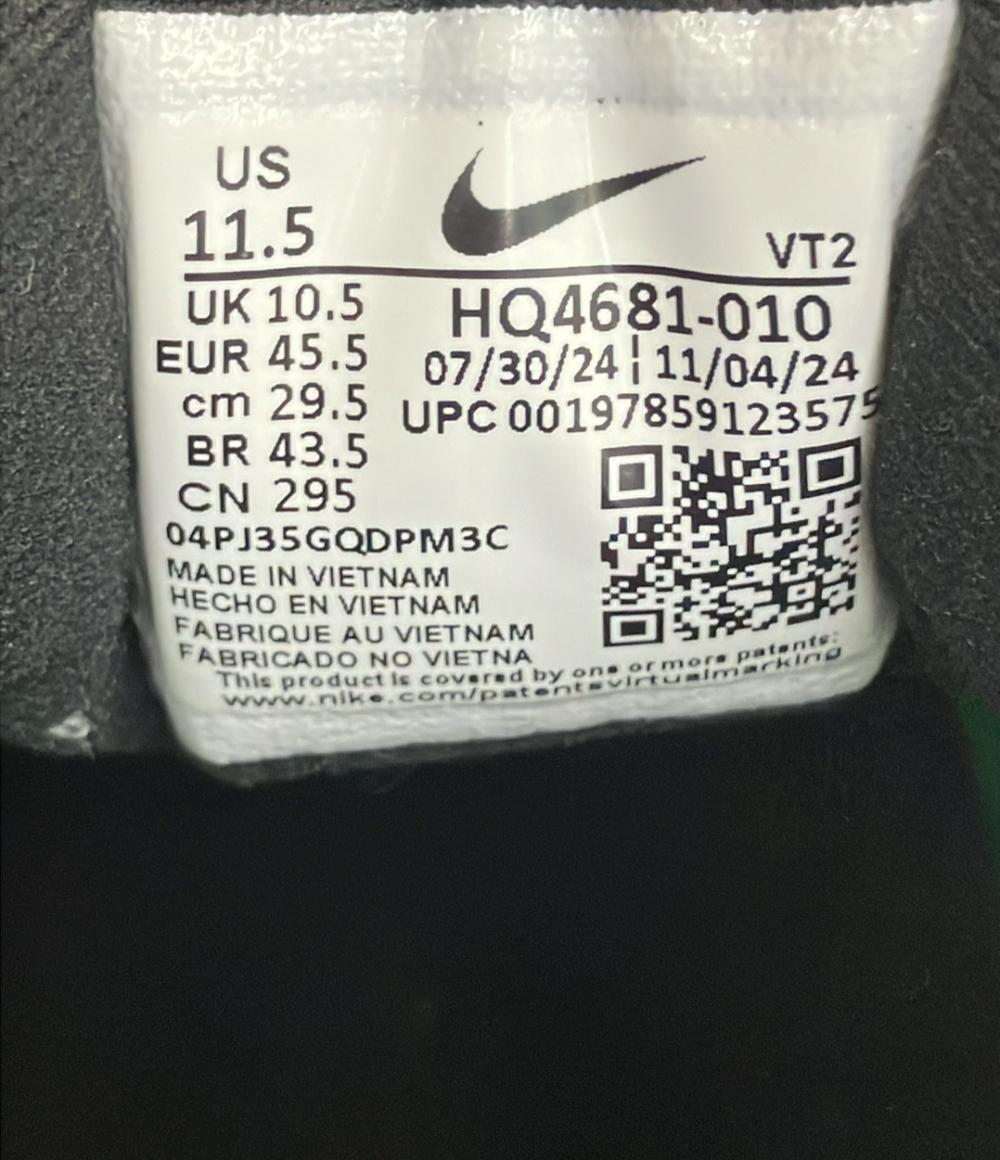 US
11.5
VT2
UK 10.5
EUR 45.5
cm 29.5
BR 43.5
CN 295
HQ4681-010
07/30/24 | 11/04/24
UPC 00197859123575
04PJ35GQDPM3C
MADE IN VIETNAM
HECHO EN VIETNAM
FABRIQUE AU VIETNAM
FABRICADO NO VIETNA
This product is covered by one or more patents:
www.nike.com/patentsvirtualmarking